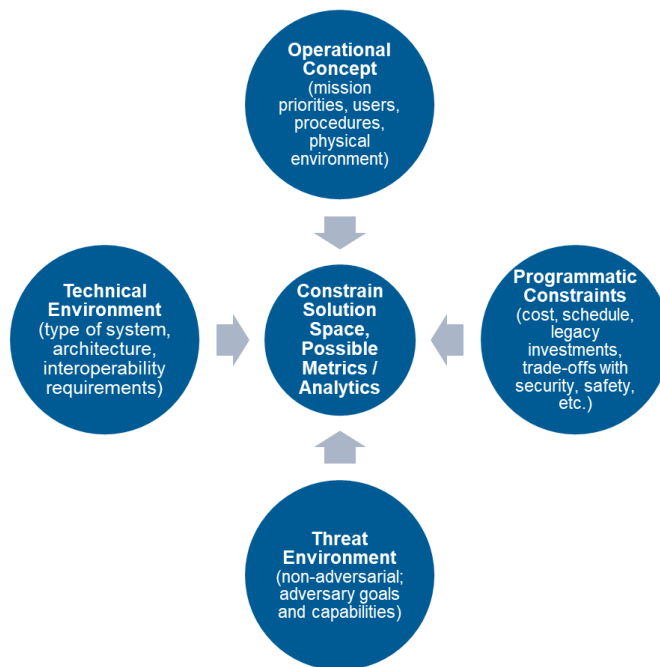 Operational
Concept
(mission
priorities, users,
procedures,
physical
environment)
Technical
Environment
(type of system,
architecture,
interoperability
requirements)
Constrain
Solution
Space,
Possible
Metrics /
Analytics
Programmatic
Constraints
(cost, schedule,
legacy
investments,
trade-offs with
security, safety,
etc.)
Threat
Environment
(non-adversarial;
adversary goals
and capabilities)